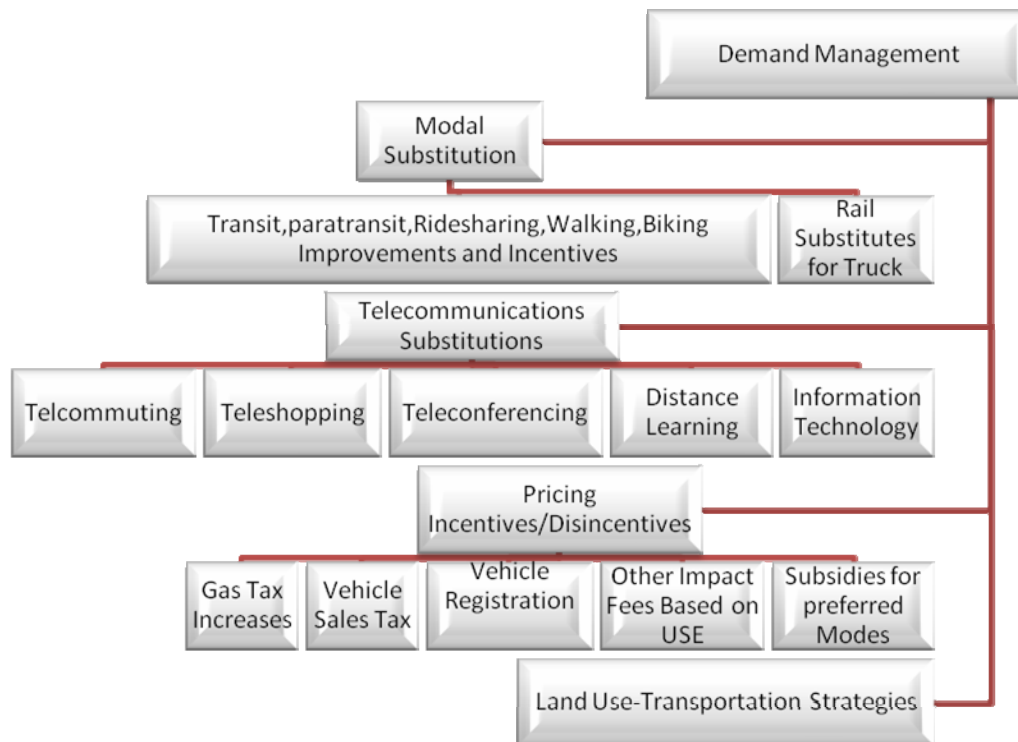 Demand Management
Modal
Substitution
Transit,paratransit,Ridesharing,Walking,Biking
Improvements and Incentives
Rail
Substitutes
for Truck
Telecommunications
Substitutions
Telcommuting
Teleshopping
Teleconferencing
Distance
Learning
Information
Technology
Pricing
Incentives/Disincentives
Gas Tax
Increases
Vehicle
Sales Tax
Vehicle
Registration
Other Impact
Fees Based on
USE
Subsidies for
preferred
Modes
Land Use-Transportation Strategies